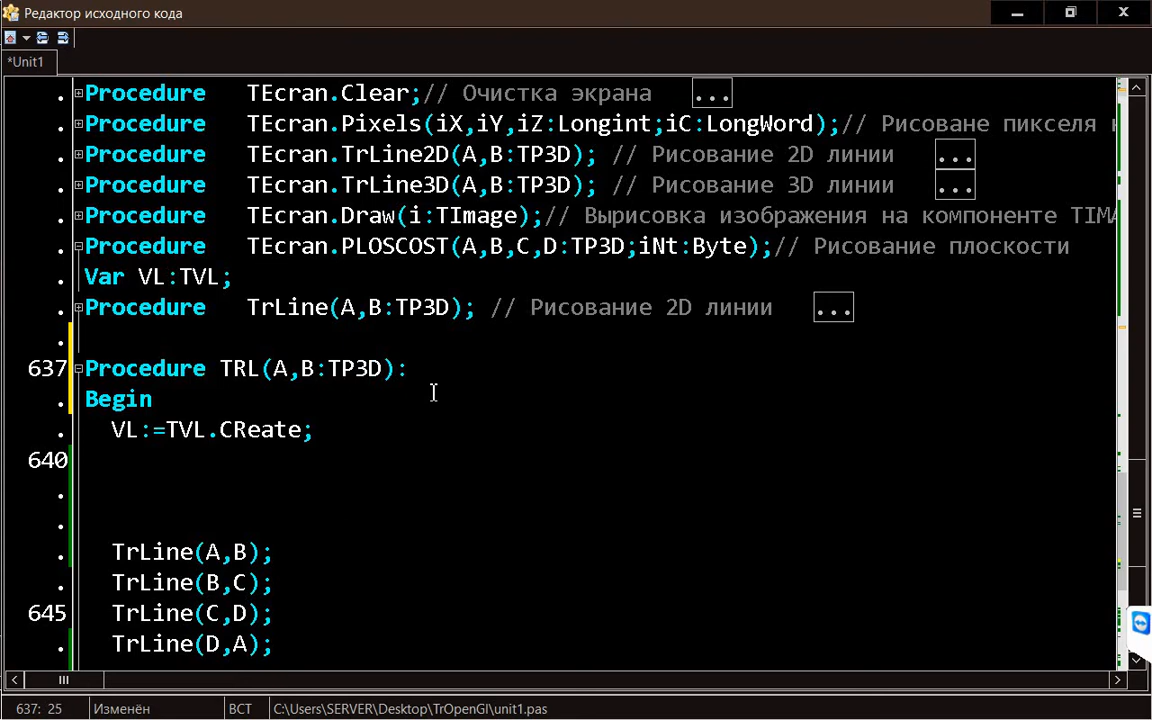 Редактор исходного кода
*Unit1
. Procedure   TEcran.Clear;// Очистка экрана   ...
. Procedure   TEcran.Pixels(iX,iY,iZ:Longint;iC:LongWord);// Рисоване пикселя
. Procedure   TEcran.TrLine2D(A,B:TP3D); // Рисование 2D линии   ...
. Procedure   TEcran.TrLine3D(A,B:TP3D); // Рисование 3D линии   ...
. Procedure   TEcran.Draw(i:TImage);// Вырисовка изображения на компоненте TIMA
. Procedure   TEcran.PLOSCOST(A,B,C,D:TP3D;iNt:Byte);// Рисование плоскости
. Var VL:TVL;
. Procedure   TrLine(A,B:TP3D); // Рисование 2D линии   ...
.
637 Procedure TRL(A,B:TP3D):
. Begin
.   VL:=TVL.CReate;
640
.
.
.   TrLine(A,B);
.   TrLine(B,C);
645   TrLine(C,D);
.   TrLine(D,A);
637: 25   Изменён   ВСТ   C:\Users\SERVER\Desktop\TrOpenGl\unit1.pas